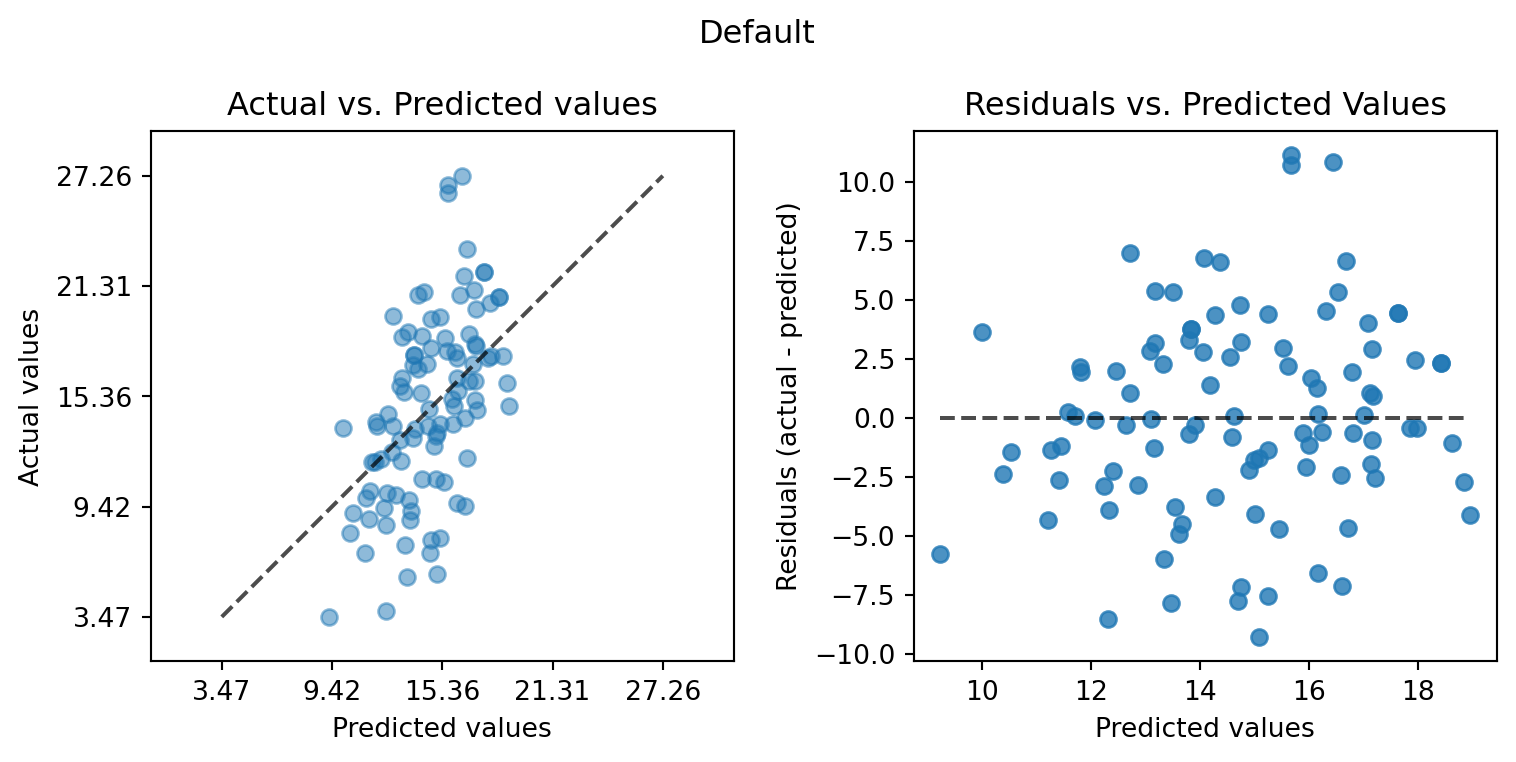 Default
Actual vs. Predicted values
27.26
21.31
15.36
9.42
3.47
Actual values
3.47 9.42 15.36 21.31 27.26
Predicted values
Residuals vs. Predicted Values
10.0
7.5
5.0
2.5
0.0
−2.5
−5.0
−7.5
−10.0
Residuals (actual - predicted)
10 12 14 16 18
Predicted values